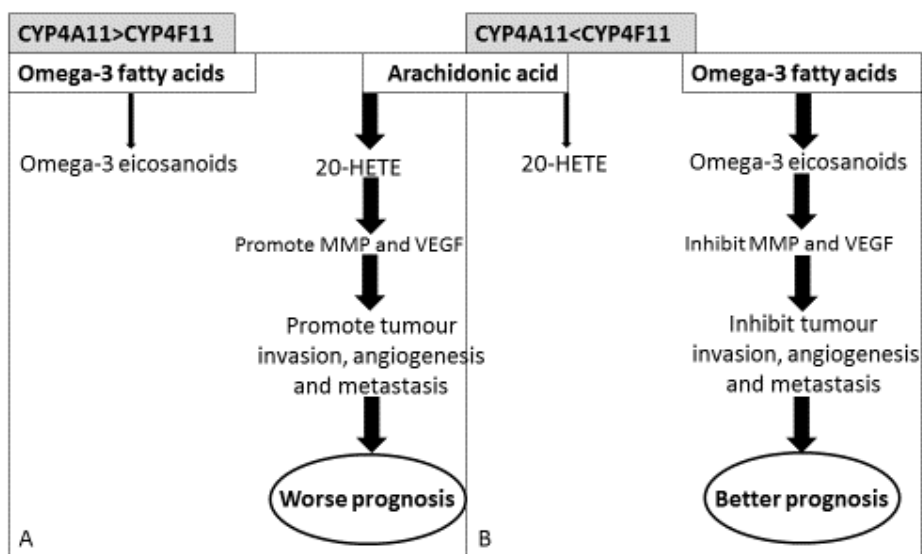 CYP4A11>CYP4F11
Omega-3 fatty acids
Omega-3 eicosanoids
Arachidonic acid
20-HETE
Promote MMP and VEGF
Promote tumour
invasion, angiogenesis
and metastasis
Worse prognosis
A
CYP4A11<CYP4F11
20-HETE
Omega-3 fatty acids
Omega-3 eicosanoids
Inhibit MMP and VEGF
Inhibit tumour
invasion, angiogenesis
and metastasis
Better prognosis
B